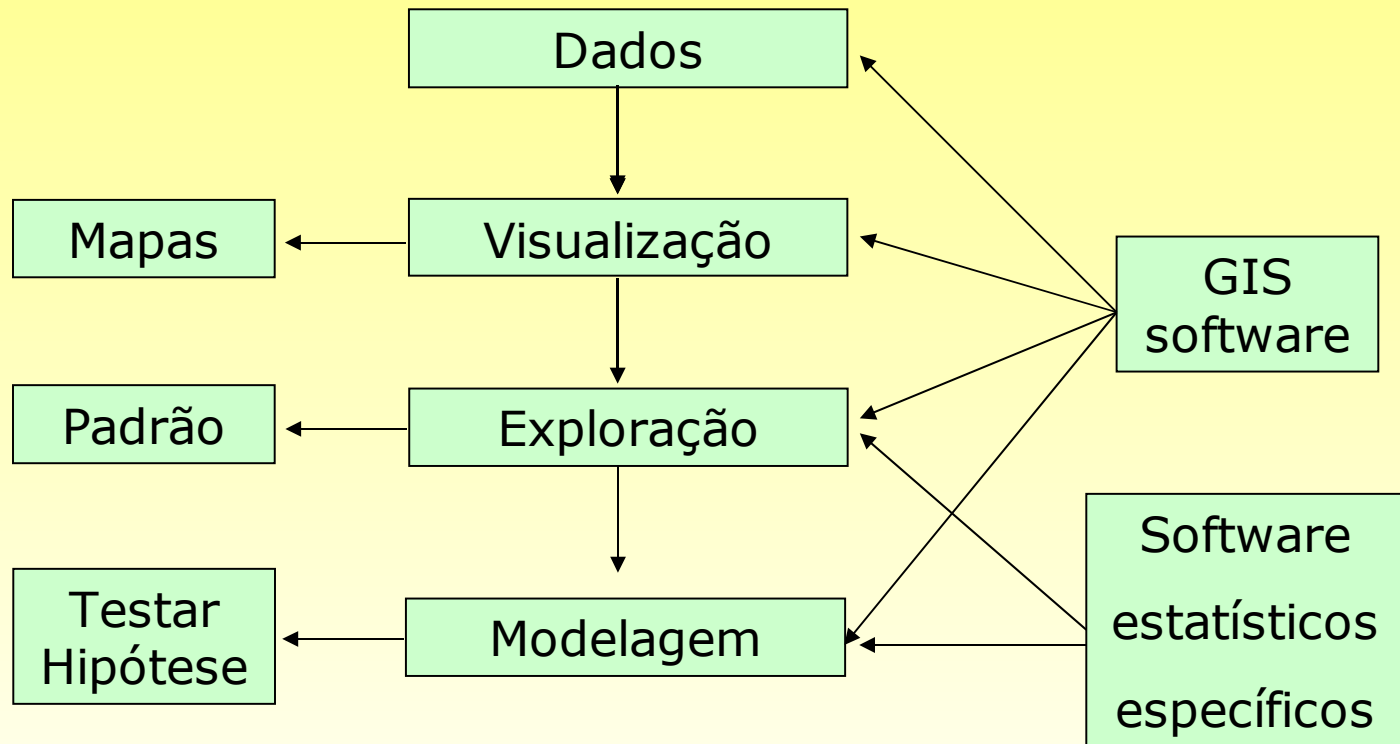 Dados
Mapas
Visualização
GIS
software
Padrão
Exploração
Testar
Hipótese
Modelagem
Software
estatísticos
específicos